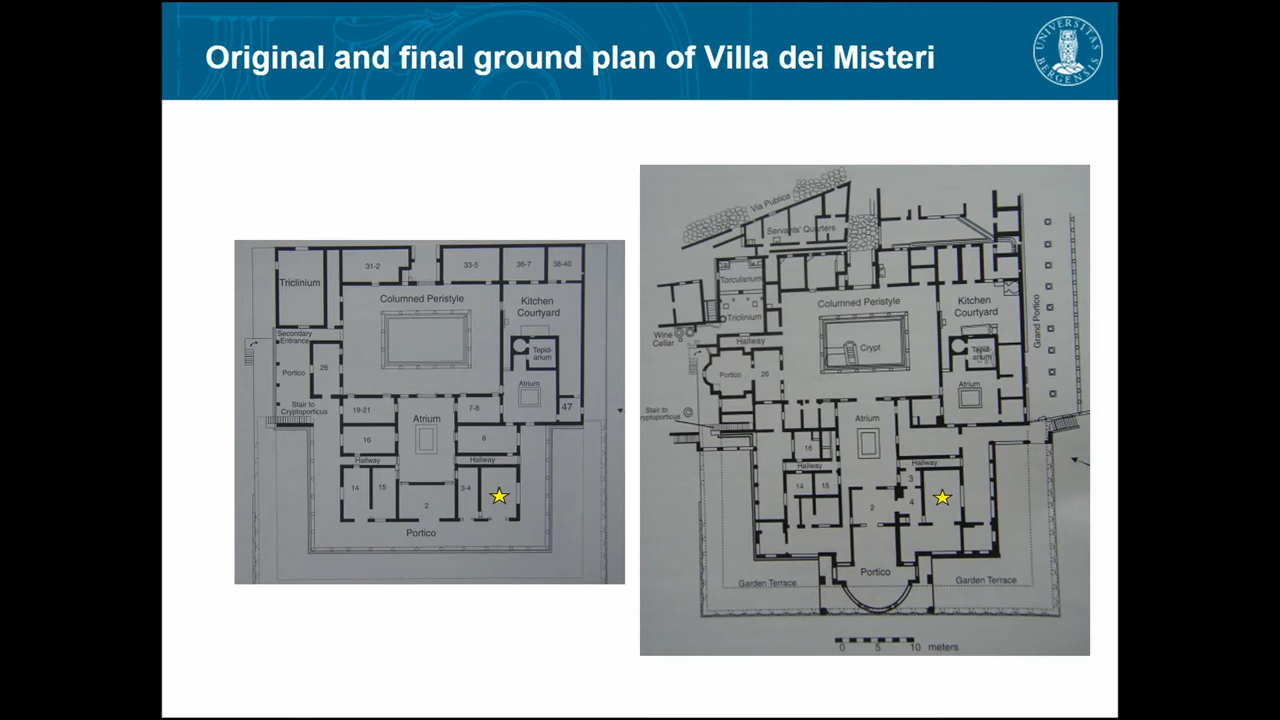 Original and final ground plan of Villa dei Misteri
UNIVERSITAS BERGENSIS
Triclinium
31-2
33-5
36-7
38-40
Columned Peristyle
Kitchen
Courtyard
Secondary
Entrance
Tepid-
arium
26
Portico
Atrium
Stair to
Cryptoporticus
19-21
Atrium
7-8
47
16
8
Hallway
Hallway
14
15
3-4
2
Portico
Via Publica
Servants' Quarters
Torcularium
Triclinium
Columned Peristyle
Kitchen
Courtyard
Grand Portico
Wine
Cellar
Hallway
Crypt
Tepid-
arium
Portico
26
Atrium
Stair to
Cryptoporticus
Atrium
16
Hallway
Hallway
14
15
3
4
2
Portico
Garden Terrace
Garden Terrace
0 5 10 meters